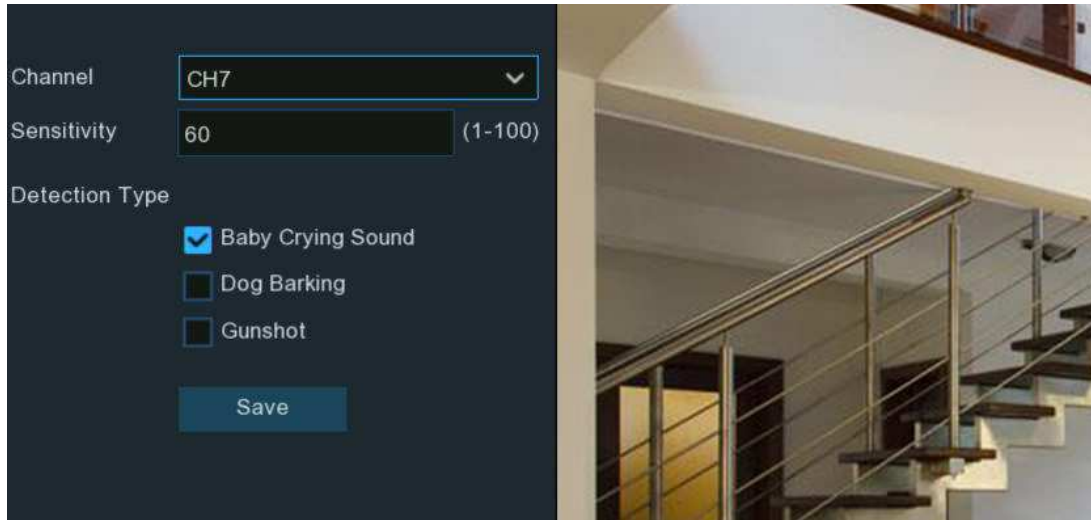 Channel CH7
Sensitivity 60 (1-100)
Detection Type
Baby Crying Sound
Dog Barking
Gunshot
Save